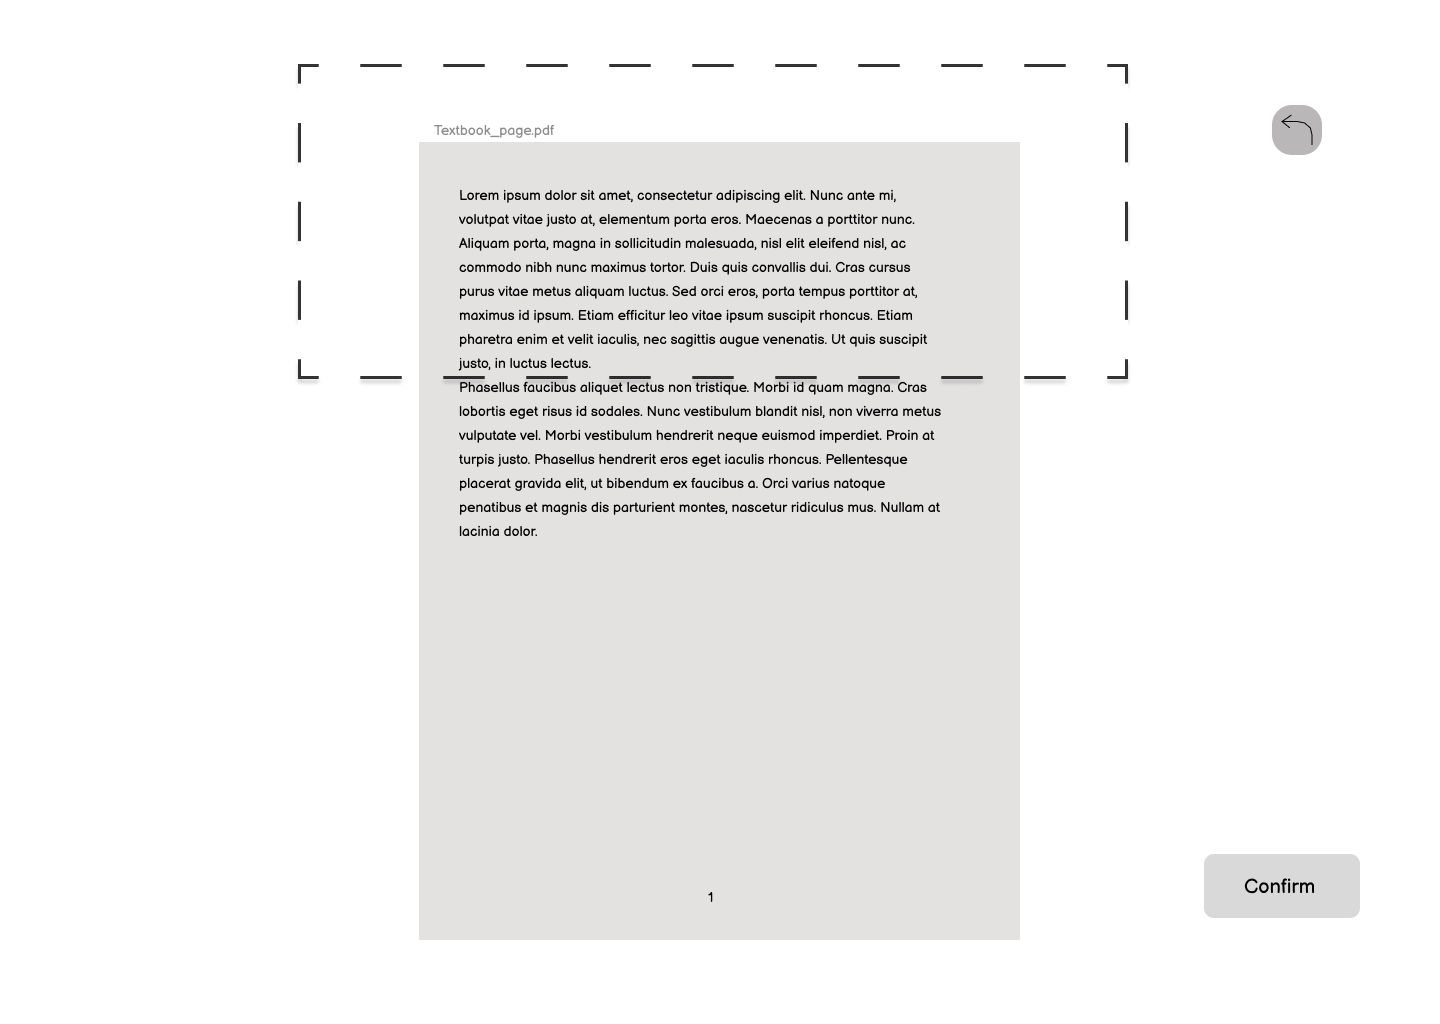 Textbook_page.pdf
Lorem ipsum dolor sit amet, consectetur adipiscing elit. Nunc ante mi,
volutpat vitae justo at, elementum porta eros. Maecenas a porttitor nunc.
Aliquam porta, magna in sollicitudin malesuada, nisl elit eleifend nisl, ac
commodo nibh nunc maximus tortor. Duis quis convallis dui. Cras cursus
purus vitae metus aliquam luctus. Sed orci eros, porta tempus porttitor at,
maximus id ipsum. Etiam efficitur leo vitae ipsum suscipit rhoncus. Etiam
pharetra enim et velit iaculis, nec sagittis augue venenatis. Ut quis suscipit
justo, in luctus lectus.
Phasellus faucibus aliquet lectus non tristique. Morbi id quam magna. Cras
lobortis eget risus id sodales. Nunc vestibulum blandit nisl, non viverra metus
vulputate vel. Morbi vestibulum hendrerit neque euismod imperdiet. Proin at
turpis justo. Phasellus hendrerit eros eget iaculis rhoncus. Pellentesque
placerat gravida elit, ut bibendum ex faucibus a. Orci varius natoque
penatibus et magnis dis parturient montes, nascetur ridiculus mus. Nullam at
lacinia dolor.
Confirm
1